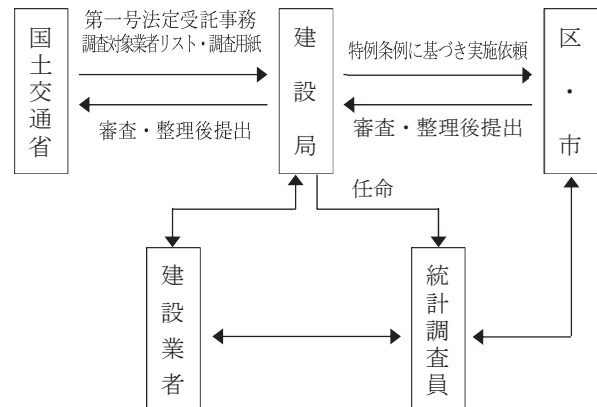 国土交通省
第一号法定受託事務
調査対象業者リスト・調査用紙
審査・整理後提出
建設局
特例条例に基づき実施依頼
審査・整理後提出
区・市
任命
建設業者
統計調査員